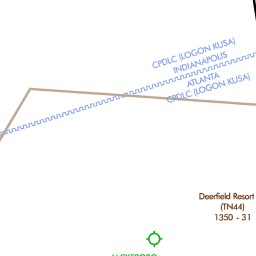 CPDLC (LOGON KUSA)
INDIANAPOLIS
ATLANTA
CPDLC (LOGON KUSA)
Deerfield Resort
(TN44)
1350 - 31